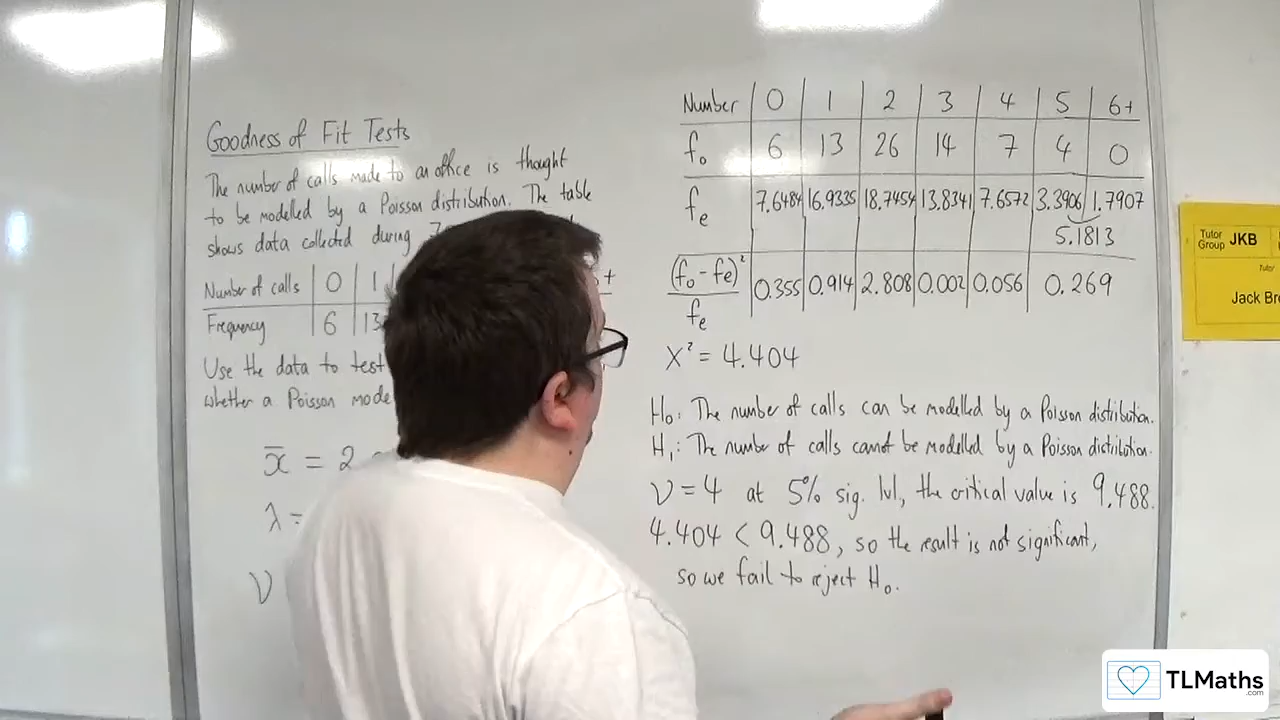 Goodness of Fit Tests
The number of calls made to an office is thought
to be modelled by a Poisson distribution. The table
shows data collected during
Number of calls | 0 | 1
Frequency | 6 | 13
Use the data to test
whether a Poisson
x̄ = 2
λ =
ν
Number | 0 | 1 | 2 | 3 | 4 | 5 | 6+
fo | 6 | 13 | 26 | 14 | 7 | 4 | 0
fe | 7.6484 | 16.9335 | 18.7454 | 13.8341 | 7.6572 | 3.3906 | 1.7907
5.1813
(fo - fe)²/fe | 0.355 | 0.914 | 2.808 | 0.002 | 0.056 | 0.269
X² = 4.404
H₀: The number of calls can be modelled by a Poisson distribution.
H₁: The number of calls cannot be modelled by a Poisson distribution.
ν = 4 at 5% sig. lvl, the critical value is 9.488.
4.404 < 9.488, so the result is not significant,
so we fail to reject H₀.
Tutor
Group JKB
Tutor
Jack
TLMaths
.com